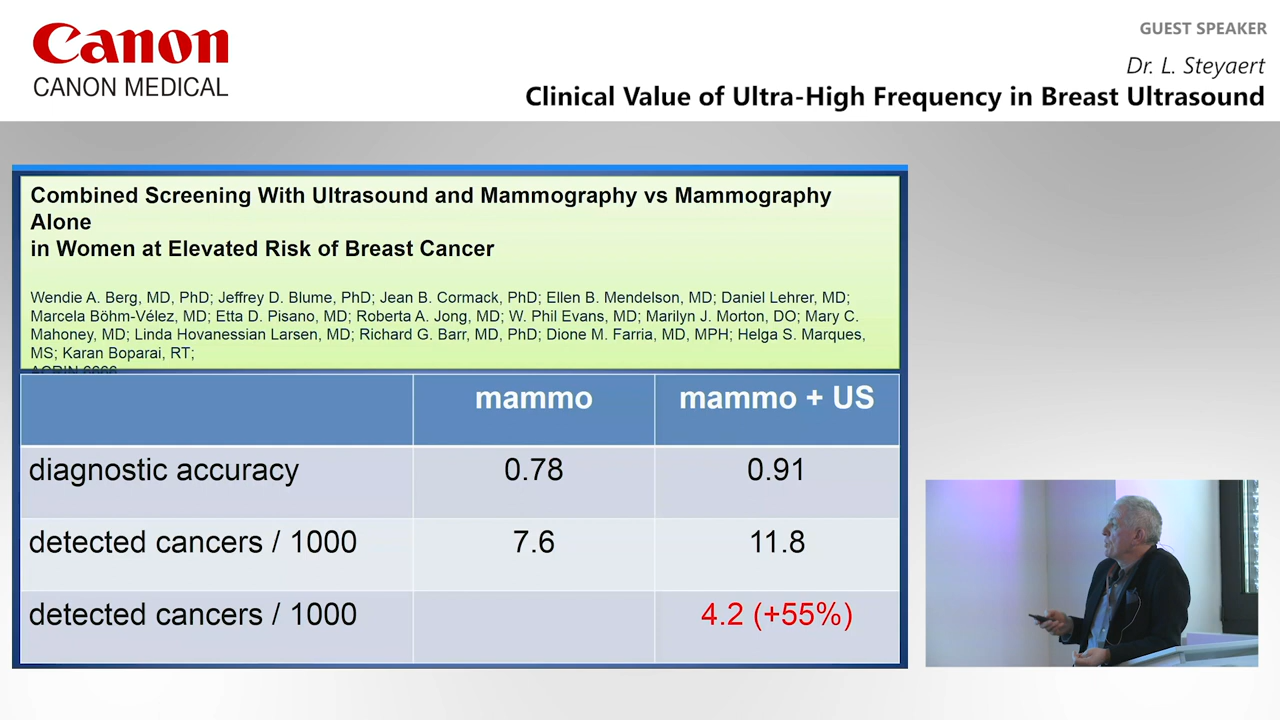 Canon
CANON MEDICAL
GUEST SPEAKER
Dr. L. Steyaert
Clinical Value of Ultra-High Frequency in Breast Ultrasound
Combined Screening With Ultrasound and Mammography vs Mammography
Alone
in Women at Elevated Risk of Breast Cancer
Wendie A. Berg, MD, PhD; Jeffrey D. Blume, PhD; Jean B. Cormack, PhD; Ellen B. Mendelson, MD; Daniel Lehrer, MD;
Marcela Böhm-Vélez, MD; Etta D. Pisano, MD; Roberta A. Jong, MD; W. Phil Evans, MD; Marilyn J. Morton, DO; Mary C.
Mahoney, MD; Linda Hovanessian Larsen, MD; Richard G. Barr, MD, PhD; Dione M. Farria, MD, MPH; Helga S. Marques,
MS; Karan Boparai, RT;
ACRIN 6666
mammo mammo + US
diagnostic accuracy 0.78 0.91
detected cancers / 1000 7.6 11.8
detected cancers / 1000 4.2 (+55%)